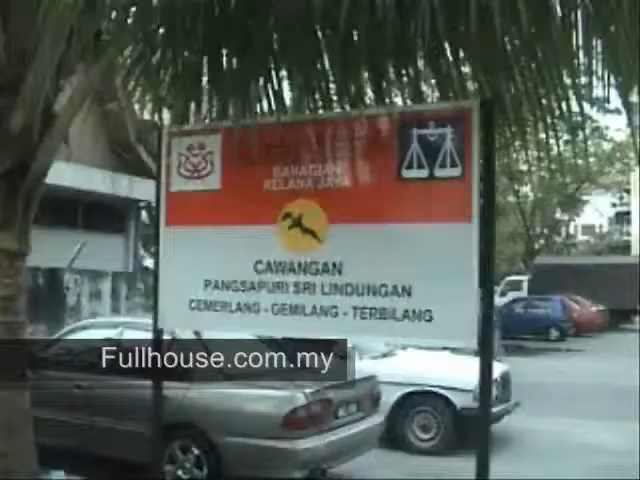 BAHAGIAN
KELANA JAYA
CAWANGAN
PANGSAPURI SRI LINDUNGAN
CEMERLANG - GEMILANG - TERBILANG
Fullhouse.com.my